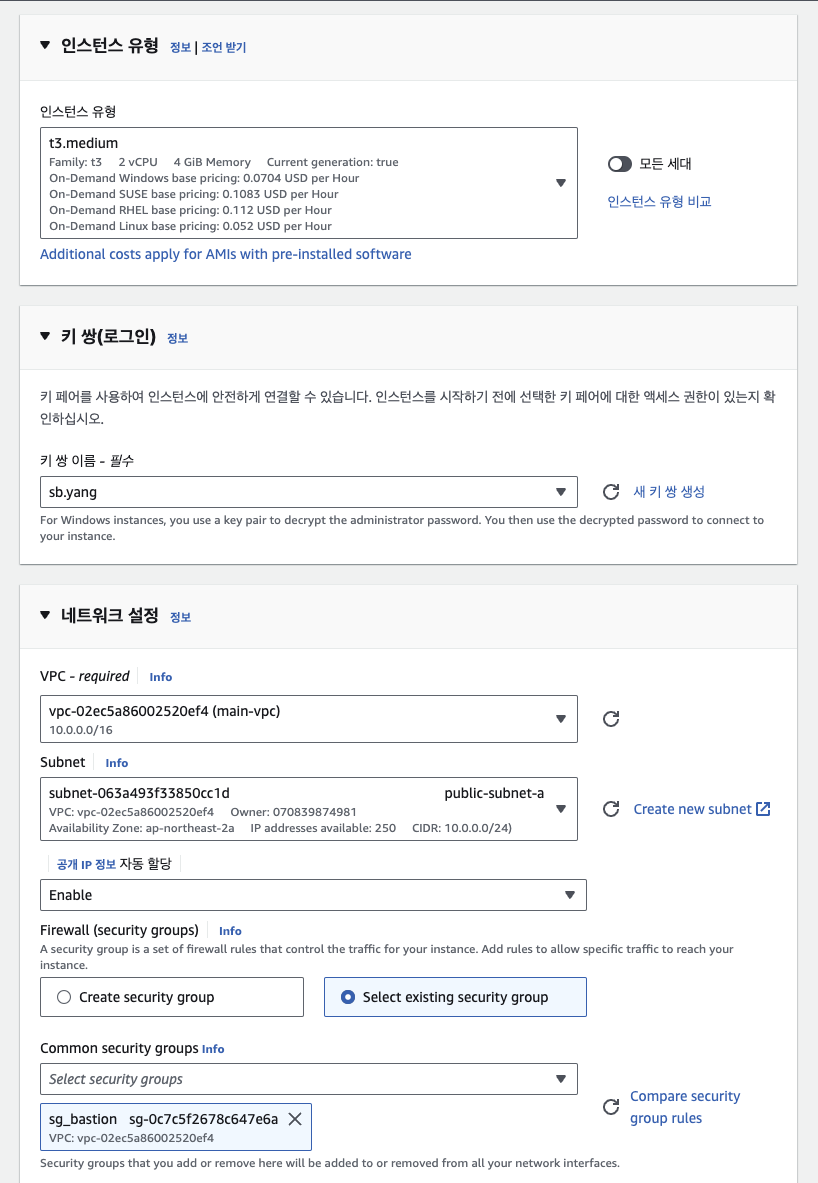 인스턴스 유형 정보 | 조언 받기
인스턴스 유형
t3.medium
Family: t3 2 vCPU 4 GiB Memory Current generation: true
On-Demand Windows base pricing: 0.0704 USD per Hour
On-Demand SUSE base pricing: 0.1083 USD per Hour
On-Demand RHEL base pricing: 0.112 USD per Hour
On-Demand Linux base pricing: 0.052 USD per Hour
모든 세대
인스턴스 유형 비교
Additional costs apply for AMIs with pre-installed software
키 쌍(로그인) 정보
키 페어를 사용하여 인스턴스에 안전하게 연결할 수 있습니다. 인스턴스를 시작하기 전에 선택한 키 페어에 대한 액세스 권한이 있는지 확
인하십시오.
키 쌍 이름 - 필수
sb.yang
새 키 쌍 생성
For Windows instances, you use a key pair to decrypt the administrator password. You then use the decrypted password to connect to
your instance.
네트워크 설정 정보
VPC - required Info
vpc-02ec5a86002520ef4 (main-vpc)
10.0.0.0/16
Subnet Info
subnet-063a493f33850cc1d public-subnet-a
VPC: vpc-02ec5a86002520ef4 Owner: 070839874981
Availability Zone: ap-northeast-2a IP addresses available: 250 CIDR: 10.0.0.0/24)
Create new subnet
공개 IP 정보 자동 할당
Enable
Firewall (security groups) Info
A security group is a set of firewall rules that control the traffic for your instance. Add rules to allow specific traffic to reach your
instance.
Create security group
Select existing security group
Common security groups Info
Select security groups
Compare security
group rules
sg_bastion sg-0c7c5f2678c647e6a
VPC: vpc-02ec5a86002520ef4
Security groups that you add or remove here will be added to or removed from all your network interfaces.